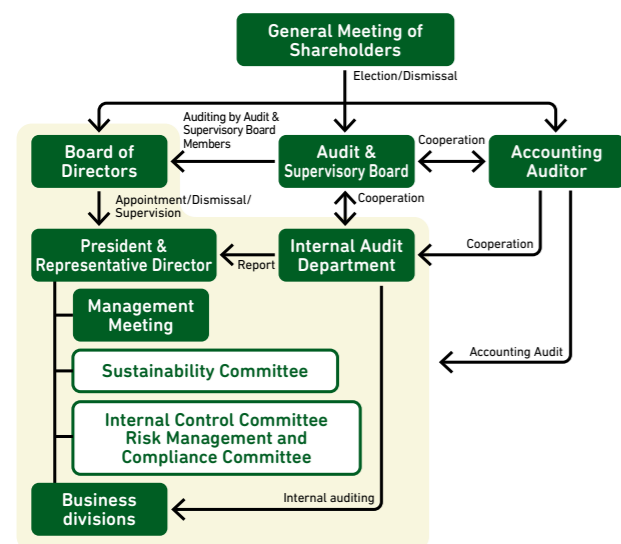 General Meeting of
Shareholders
Election/Dismissal
Auditing by Audit &
Supervisory Board
Members
Board of
Directors
Audit &
Supervisory Board
Cooperation
Accounting
Auditor
Appointment/Dismissal/
Supervision
Cooperation
President &
Representative Director
Report
Internal Audit
Department
Cooperation
Management
Meeting
Accounting Audit
Sustainability Committee
Internal Control Committee
Risk Management and
Compliance Committee
Business
divisions
Internal auditing